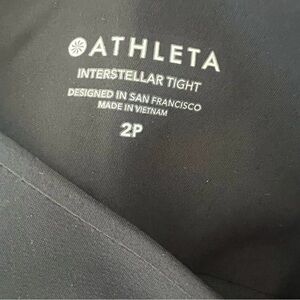 ATHLETA
INTERSTELLAR TIGHT
DESIGNED IN SAN FRANCISCO
MADE IN VIETNAM
2P